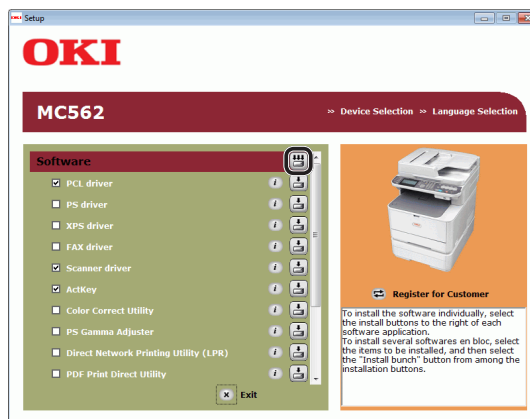 Setup
OKI
MC562
» Device Selection » Language Selection
Software
PCL driver
PS driver
XPS driver
FAX driver
Scanner driver
ActKey
Color Correct Utility
PS Gamma Adjuster
Direct Network Printing Utility (LPR)
PDF Print Direct Utility
Exit
Register for Customer
To install the software individually, select
the install buttons to the right of each
software application.
To install several softwares en bloc, select
the items to be installed, and then select
the "Install bunch" button from among the
installation buttons.